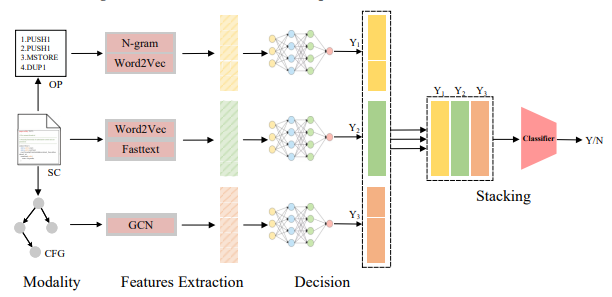 1.PUSH1
2.PUSH1
3.MSTORE
4.DUP1
OP
N-gram
Word2Vec
Y1
SC
Word2Vec
Fasttext
Y2
Y1 Y2 Y3
Classifier
Y/N
Stacking
CFG
GCN
Y3
Modality
Features Extraction
Decision